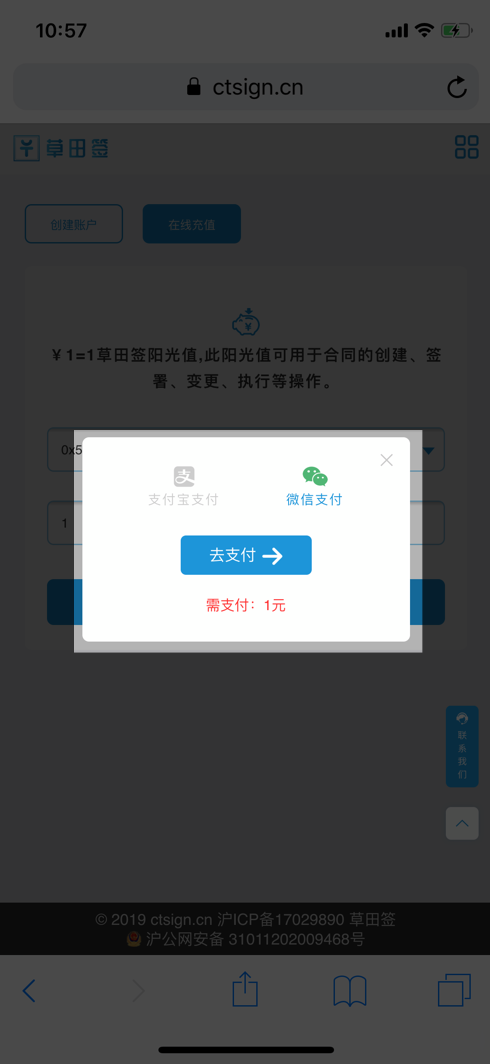 10:57
ctsign.cn
草田签
创建账户
在线充值
￥1=1草田签阳光值,此阳光值可用于合同的创建、签
署、变更、执行等操作。
0x5
1
支付宝支付
微信支付
去支付
需支付：1元
联系我们
© 2019 ctsign.cn 沪ICP备17029890 草田签
沪公网安备 31011202009468号